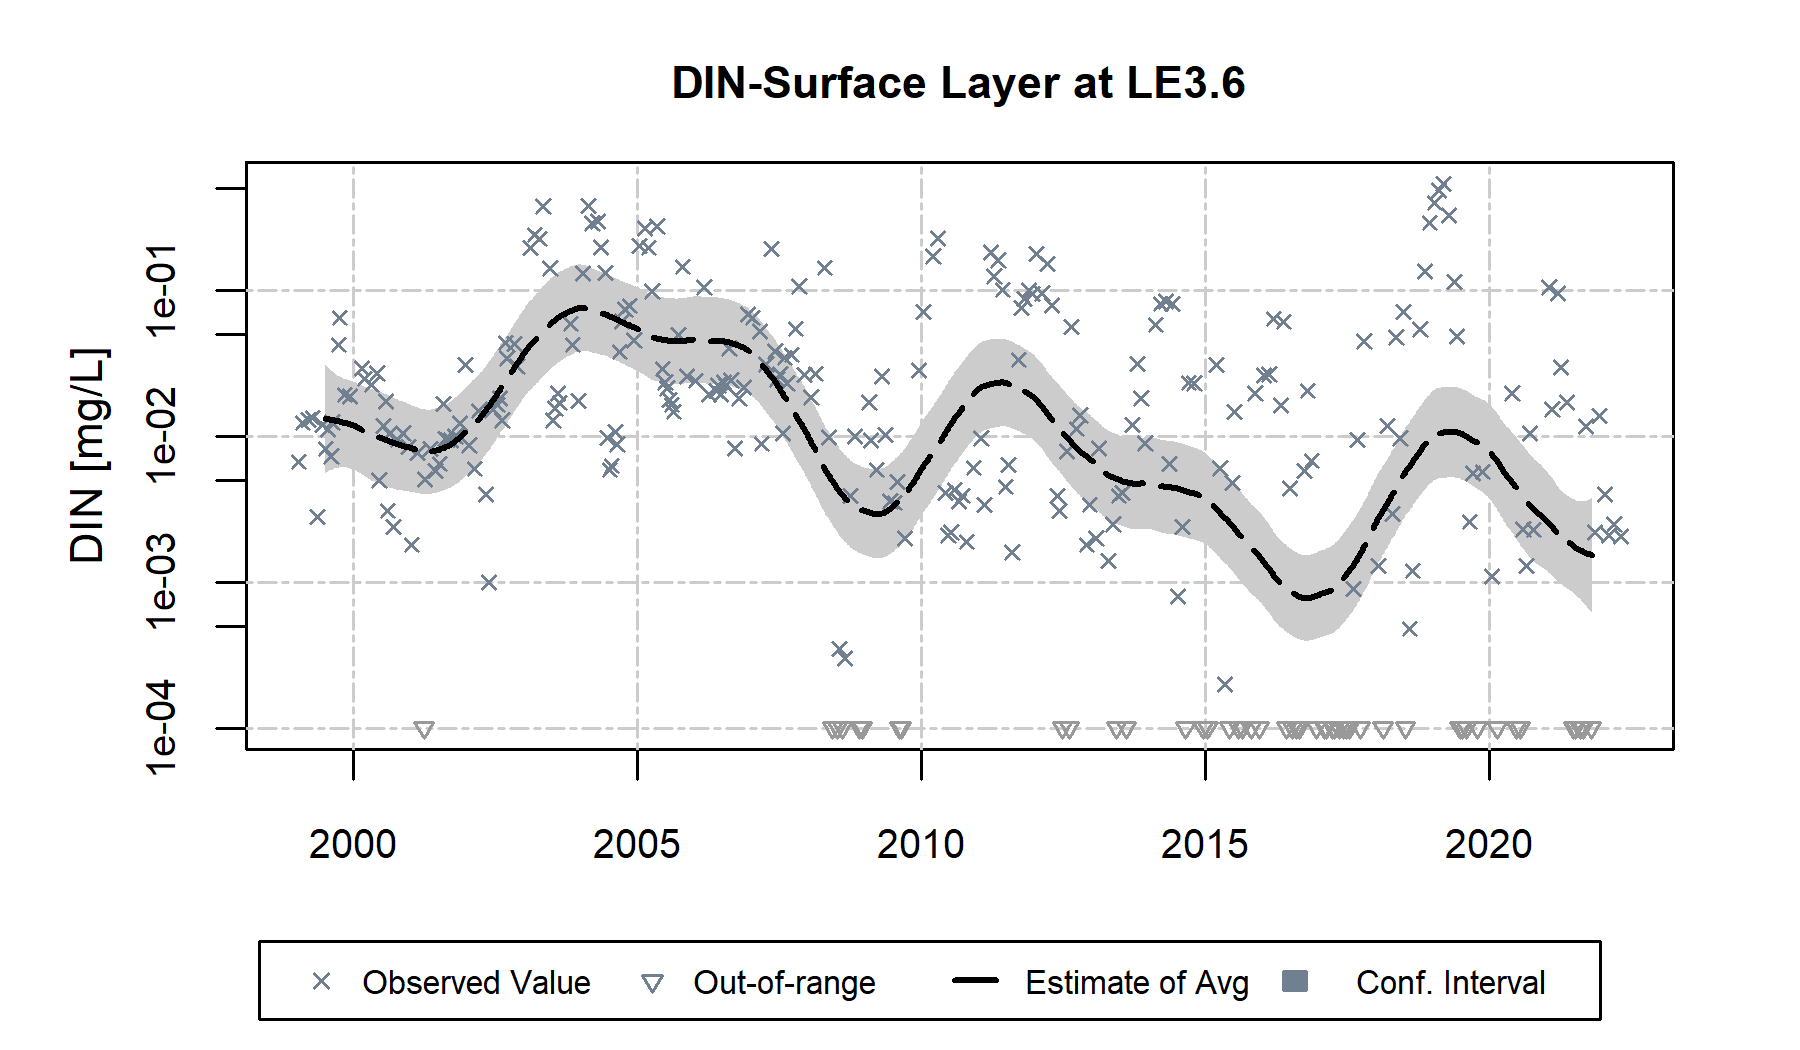 DIN-Surface Layer at LE3.6
DIN [mg/L]
1e-01
1e-02
1e-03
1e-04
2000 2005 2010 2015 2020
Observed Value Out-of-range Estimate of Avg Conf. Interval